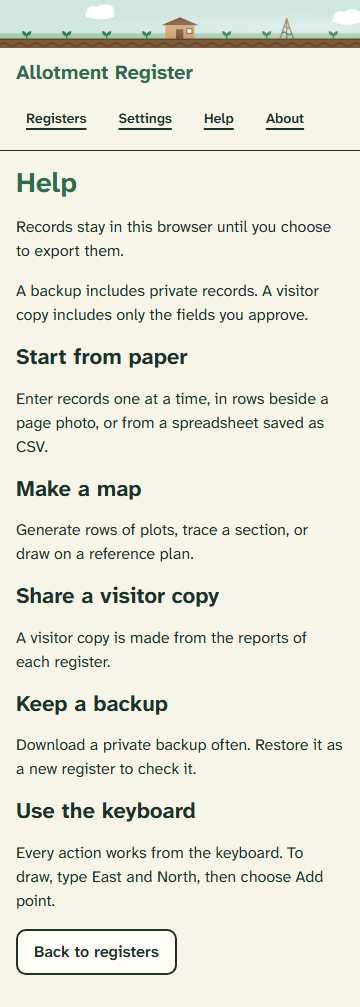 Allotment Register
Registers
Settings
Help
About
Help
Records stay in this browser until you choose
to export them.
A backup includes private records. A visitor
copy includes only the fields you approve.
Start from paper
Enter records one at a time, in rows beside a
page photo, or from a spreadsheet saved as
CSV.
Make a map
Generate rows of plots, trace a section, or
draw on a reference plan.
Share a visitor copy
A visitor copy is made from the reports of
each register.
Keep a backup
Download a private backup often. Restore it as
a new register to check it.
Use the keyboard
Every action works from the keyboard. To
draw, type East and North, then choose Add
point.
Back to registers